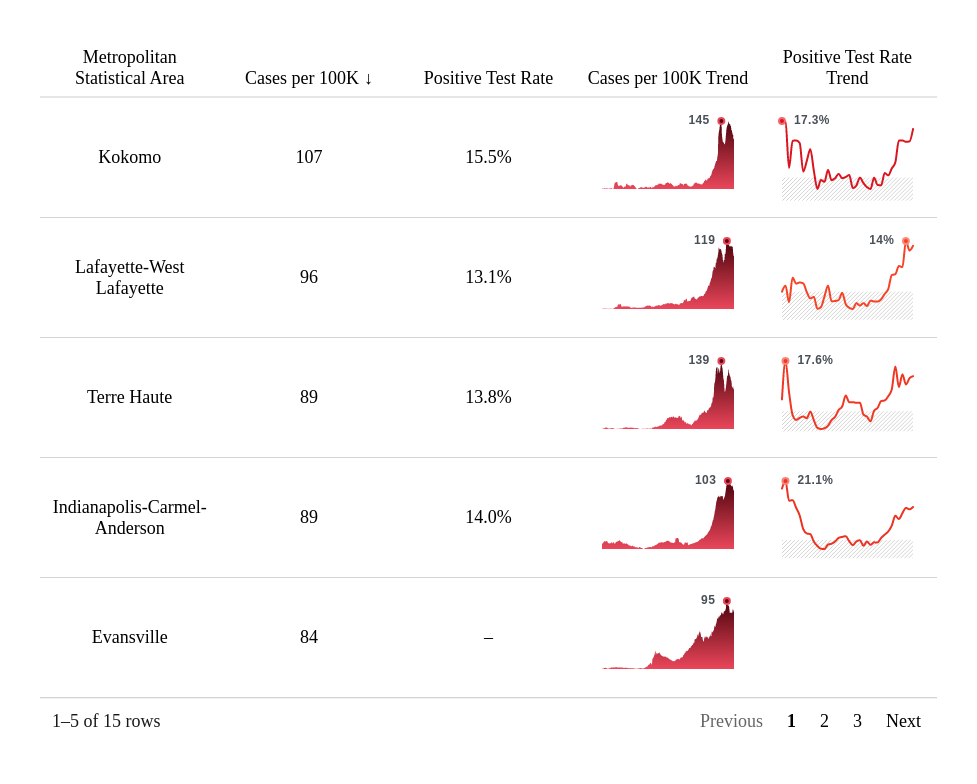 Metropolitan
Statistical Area
Cases per 100K ↓
Positive Test Rate
Cases per 100K Trend
Positive Test Rate
Trend
Kokomo
107
15.5%
145
17.3%
Lafayette-West
Lafayette
96
13.1%
119
14%
Terre Haute
89
13.8%
139
17.6%
Indianapolis-Carmel-
Anderson
89
14.0%
103
21.1%
Evansville
84
–
95
1–5 of 15 rows
Previous 1 2 3 Next